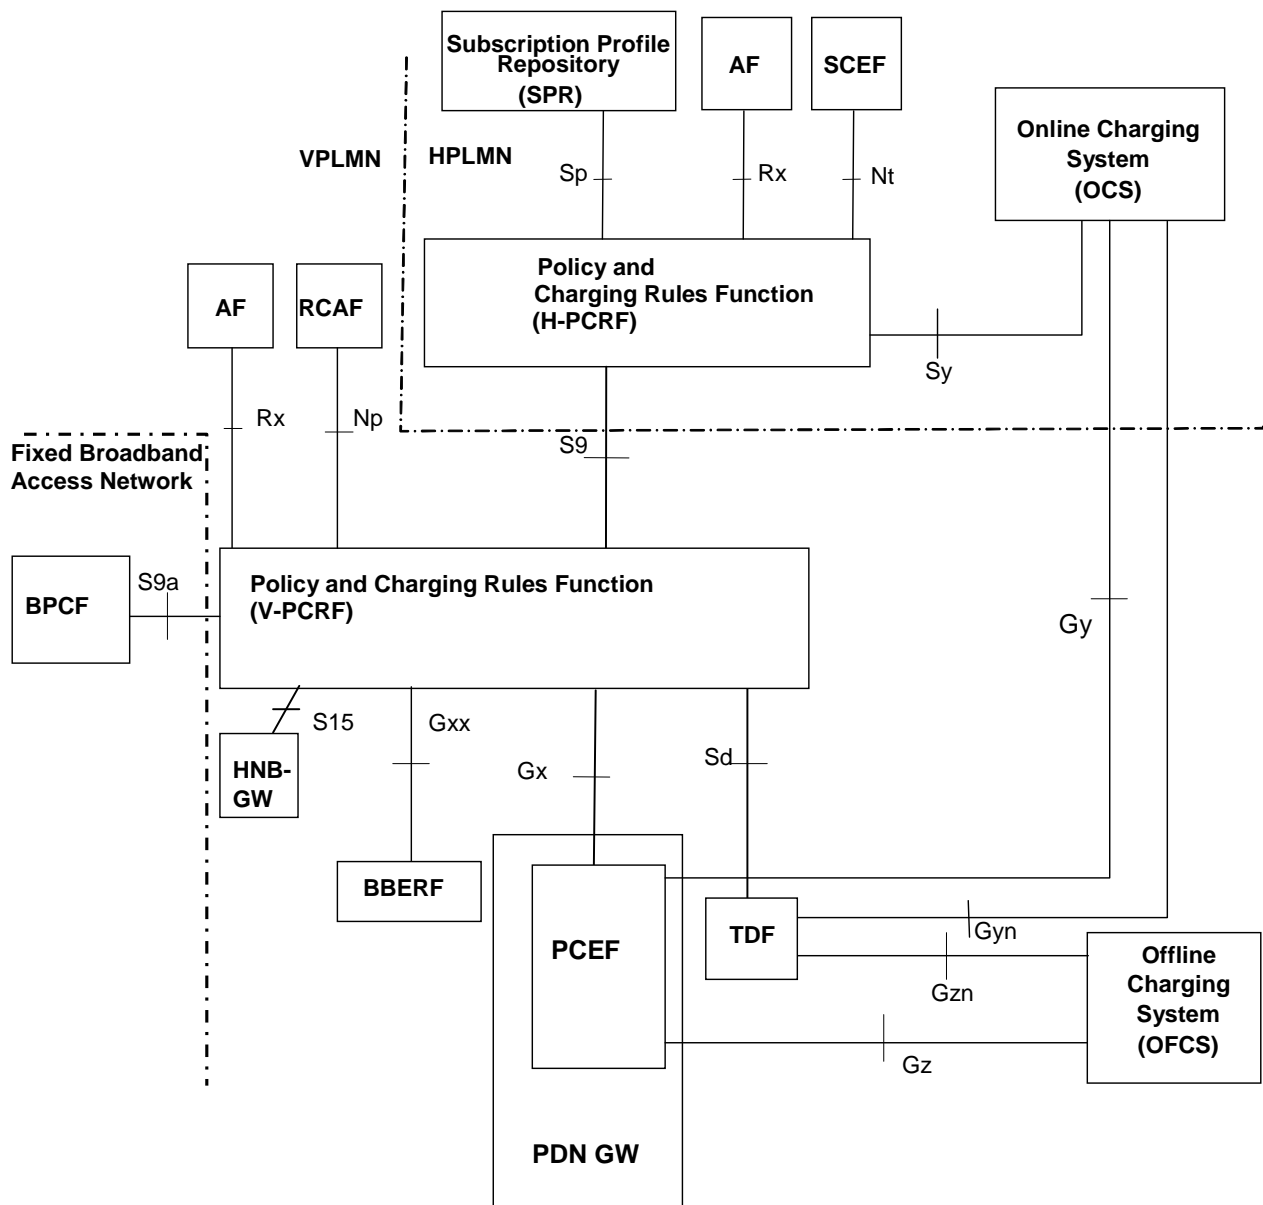 Subscription Profile
Repository
(SPR)
AF
SCEF
Online Charging
System
(OCS)
VPLMN
HPLMN
Sp
Rx
Nt
Policy and
Charging Rules Function
(H-PCRF)
AF
RCAF
Sy
Rx
Np
S9
Fixed Broadband
Access Network
S9a
BPCF
Policy and Charging Rules Function
(V-PCRF)
Gy
S15
Gxx
Gx
Sd
HNB-
GW
BBERF
PCEF
TDF
Gyn
Gzn
Offline
Charging
System
(OFCS)
Gz
PDN GW